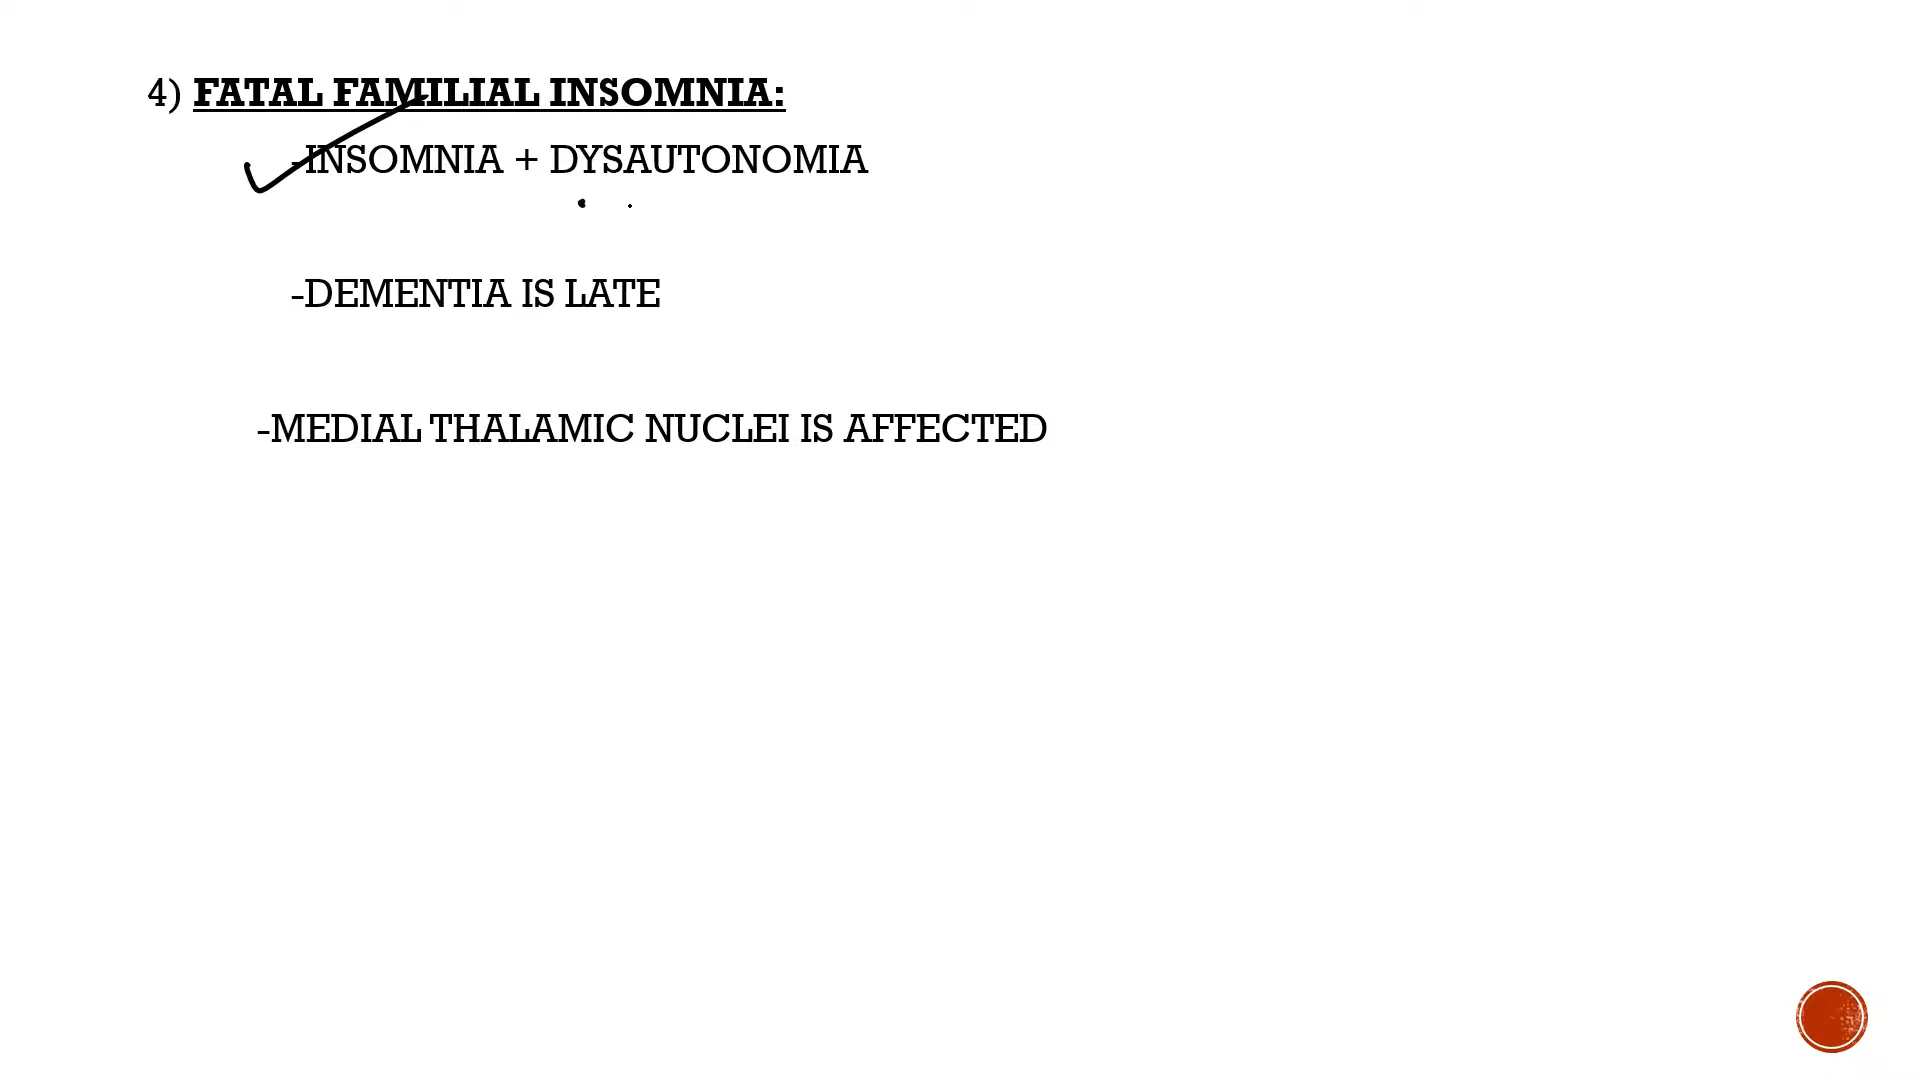 4) FATAL FAMILIAL INSOMNIA:
-INSOMNIA + DYSAUTONOMIA
-DEMENTIA IS LATE
-MEDIAL THALAMIC NUCLEI IS AFFECTED